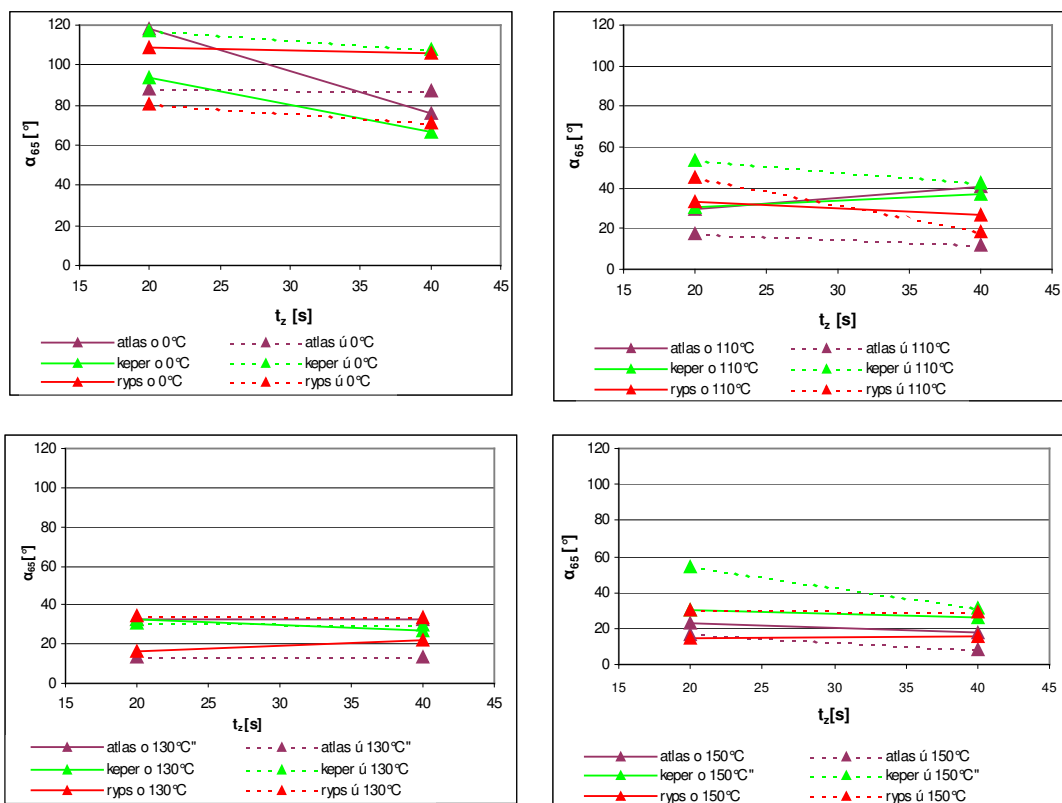 120
100
80
60
40
20
0
α65 [°]
15 20 25 30 35 40 45
tz [s]
atlas o 0°C atlas ú 0°C
keper o 0°C keper ú 0°C
ryps o 0°C ryps ú 0°C
120
100
80
60
40
20
0
α65 [°]
15 20 25 30 35 40 45
tz [s]
atlas o 110°C atlas ú 110°C
keper o 110°C keper ú 110°C
ryps o 110°C ryps ú 110°C
120
100
80
60
40
20
0
α65 [°]
15 20 25 30 35 40 45
tz [s]
atlas o 130°C" atlas ú 130°C"
keper o 130°C keper ú 130°C
ryps o 130°C ryps ú 130°C
120
100
80
60
40
20
0
α65 [°]
15 20 25 30 35 40 45
tz[s]
atlas o 150°C atlas ú 150°C
keper o 150°C" keper ú 150°C"
ryps o 150°C ryps ú 150°C